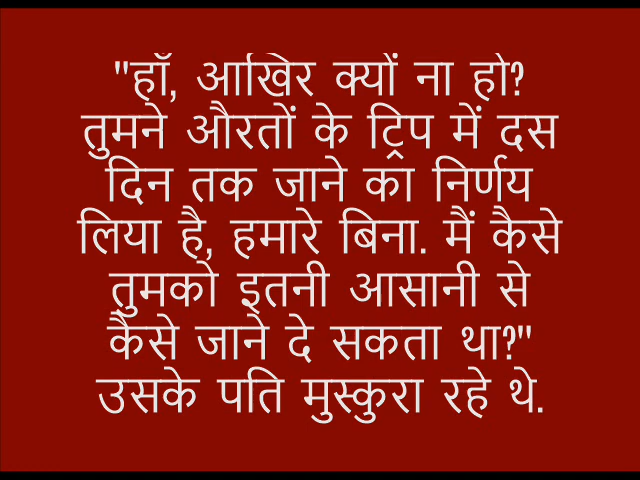 "हाँ, आखिर क्यों ना हो?
तुमने औरतों के ट्रिप में दस
दिन तक जाने का निर्णय
लिया है, हमारे बिना. मैं कैसे
तुमको इतनी आसानी से
कैसे जाने दे सकता था?"
उसके पति मुस्कुरा रहे थे.